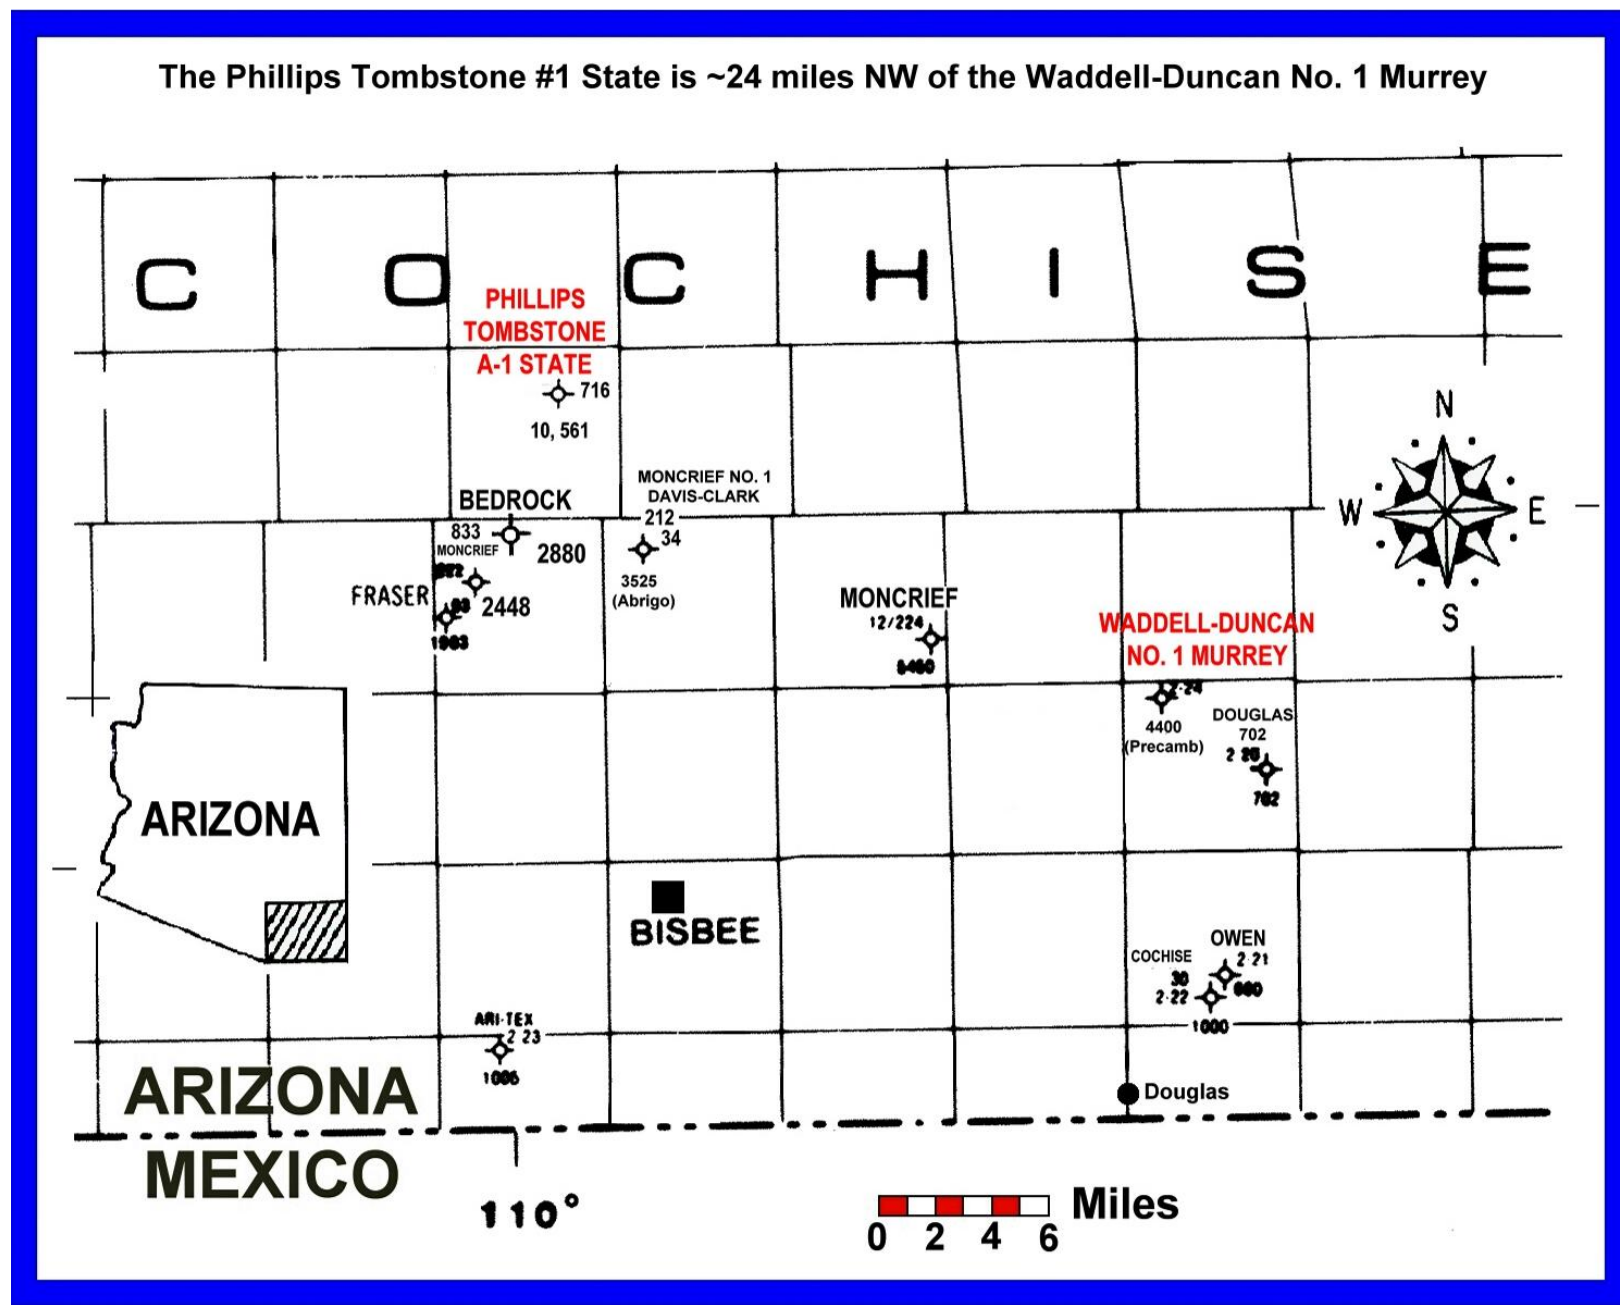 The Phillips Tombstone #1 State is ~24 miles NW of the Waddell-Duncan No. 1 Murrey
C O C H I S E
PHILLIPS
TOMBSTONE
A-1 STATE
716
10, 561
N
W E
S
MONCRIEF NO. 1
DAVIS-CLARK
212
34
3525
(Abrigo)
BEDROCK
833
2880
MONCRIEF
2448
FRASER
MONCRIEF
12/224
WADDELL-DUNCAN
NO. 1 MURREY
4400
(Precamb)
DOUGLAS
702
702
ARIZONA
BISBEE
OWEN
2·21
COCHISE
30
2·22
1000
ARI-TEX
2 23
1006
ARIZONA
Douglas
MEXICO
110°
Miles
0 2 4 6